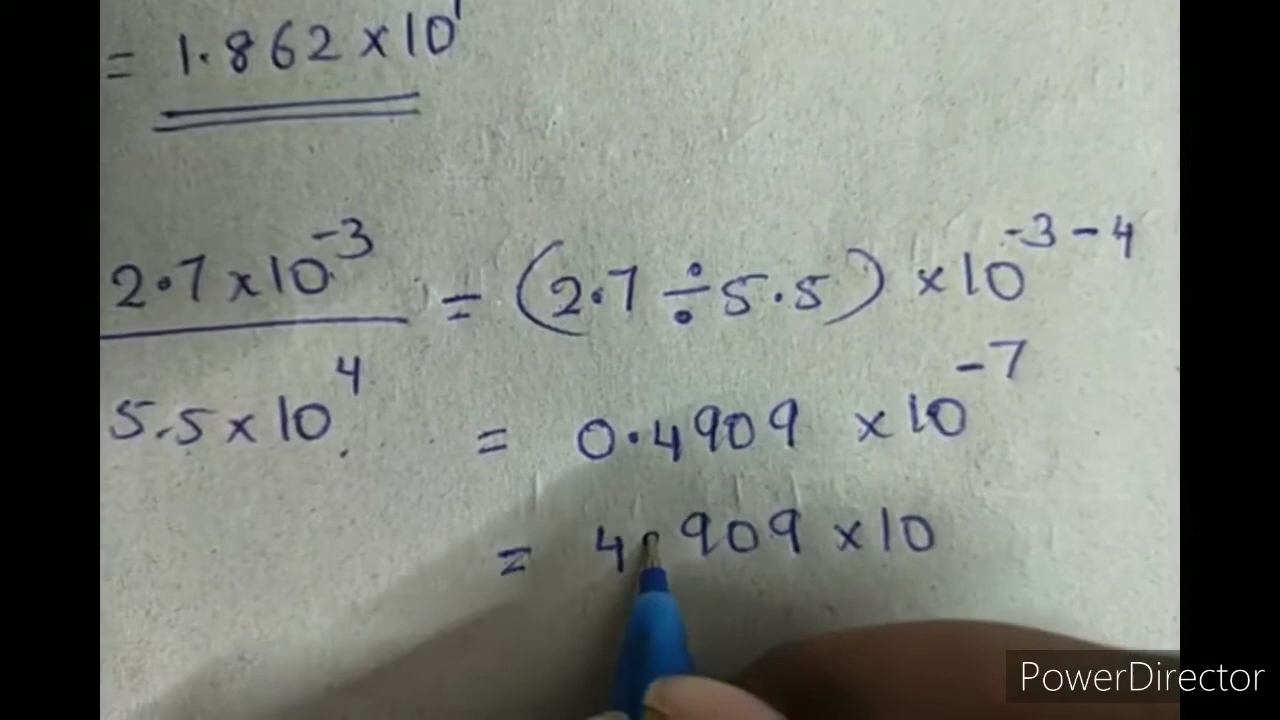 = 1.862 x 10¹
2.7 x 10⁻³ / 5.5 x 10⁴ = (2.7 ÷ 5.5) x 10⁻³⁻⁴
= 0.4909 x 10⁻⁷
= 4.909 x 10
PowerDirector